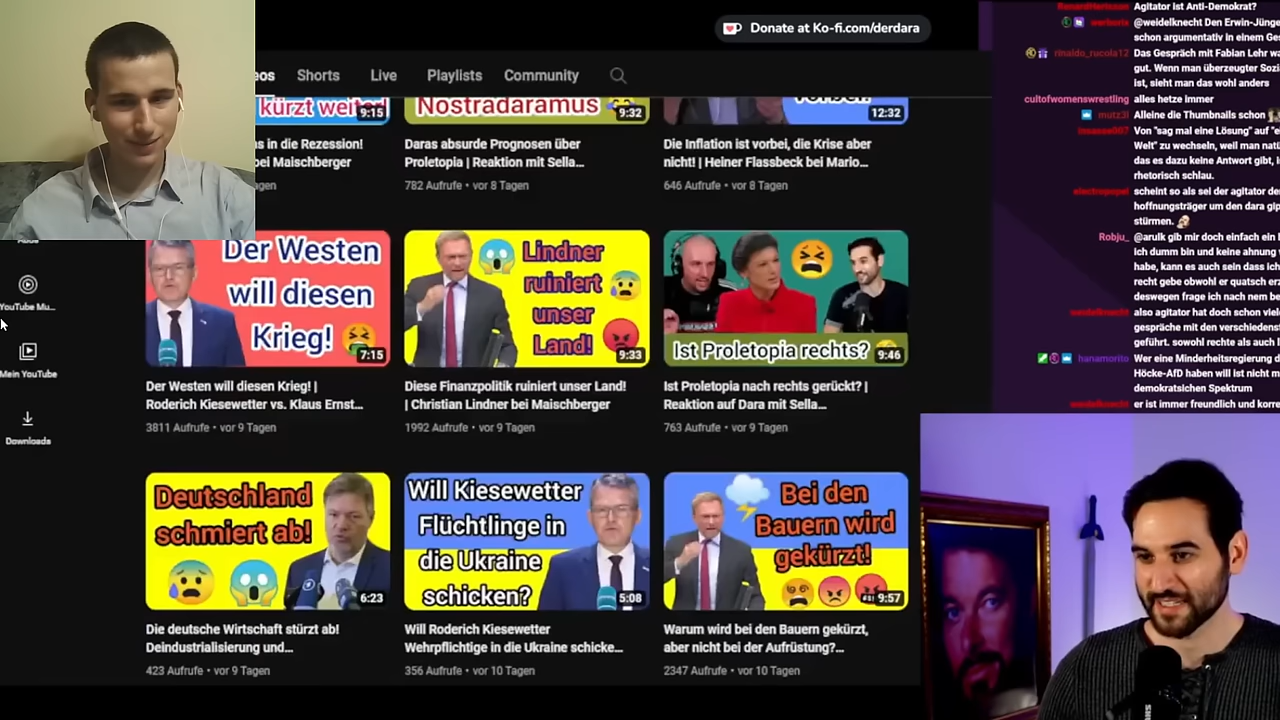 Donate at Ko-fi.com/derdara
Shorts
Live
Playlists
Community
kürzt weiter!
9:15
Nostradaramus
9:32
12:32
s in die Rezession!
bei Maischberger
Daras absurde Prognosen über
Proletopia | Reaktion mit Sella...
782 Aufrufe • vor 8 Tagen
Die Inflation ist vorbei, die Krise aber
nicht! | Heiner Flassbeck bei Mario...
646 Aufrufe • vor 8 Tagen
YouTube Mu...
Mein YouTube
Downloads
Der Westen
will diesen
Krieg!
7:15
Der Westen will diesen Krieg! |
Roderich Kiesewetter vs. Klaus Ernst...
3811 Aufrufe • vor 9 Tagen
Lindner
ruiniert
unser
Land!
9:33
Diese Finanzpolitik ruiniert unser Land!
| Christian Lindner bei Maischberger
1992 Aufrufe • vor 9 Tagen
Ist Proletopia rechts?
9:46
Ist Proletopia nach rechts gerückt? |
Reaktion auf Dara mit Sella...
763 Aufrufe • vor 9 Tagen
Deutschland
schmiert ab!
6:23
Die deutsche Wirtschaft stürzt ab!
Deindustrialisierung und...
423 Aufrufe • vor 9 Tagen
Will Kiesewetter
Flüchtlinge in
die Ukraine
schicken?
5:08
Will Roderich Kiesewetter
Wehrpflichtige in die Ukraine schicke...
356 Aufrufe • vor 10 Tagen
Bei den
Bauern wird
gekürzt!
9:57
Warum wird bei den Bauern gekürzt,
aber nicht bei der Aufrüstung?...
2347 Aufrufe • vor 10 Tagen
Agitator ist Anti-Demokrat?
@weidelknecht Den Erwin-Jünge
schon argumentativ in einem Ges
rinaldo_rucola12 Das Gespräch mit Fabian Lehr wa
gut. Wenn man überzeugter Sozi
ist, sieht man das wohl anders
cultofwomenswrestling alles hetze immer
mutz3l Alleine die Thumbnails schon
Von "sag mal eine Lösung" auf "
Welt" zu wechseln, weil man natü
das es dazu keine Antwort gibt, i
rhetorisch schlau.
electropopel scheint so als sei der agitator der
hoffnungsträger um den dara gip
stürmen.
Robju_ @arulk gib mir doch einfach ein
ich dumm bin und keine ahnung v
habe, kann es auch sein dass ich
recht gebe obwohl er quatsch erz
deswegen frage ich nach nem b
weidelknecht also agitator hat doch schon viel
gespräche mit den verschiedens
geführt. sowohl rechte als auch l
hanamorito Wer eine Minderheitsregierung d
Höcke-AfD haben will ist nicht m
demokratsichen Spektrum
weidelknecht er ist immer freundlich und korre